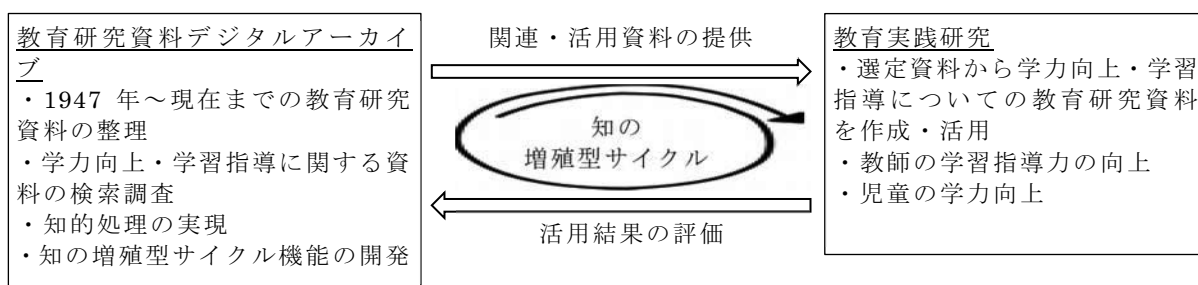 教育研究資料デジタルアーカイ
ブ
・1947 年～現在までの教育研究
資料の整理
・学力向上・学習指導に関する資
料の検索調査
・知的処理の実現
・知の増殖型サイクル機能の開発
関連・活用資料の提供
知の
増殖型サイクル
活用結果の評価
教育実践研究
・選定資料から学力向上・学習
指導についての教育研究資料
を作成・活用
・教師の学習指導力の向上
・児童の学力向上